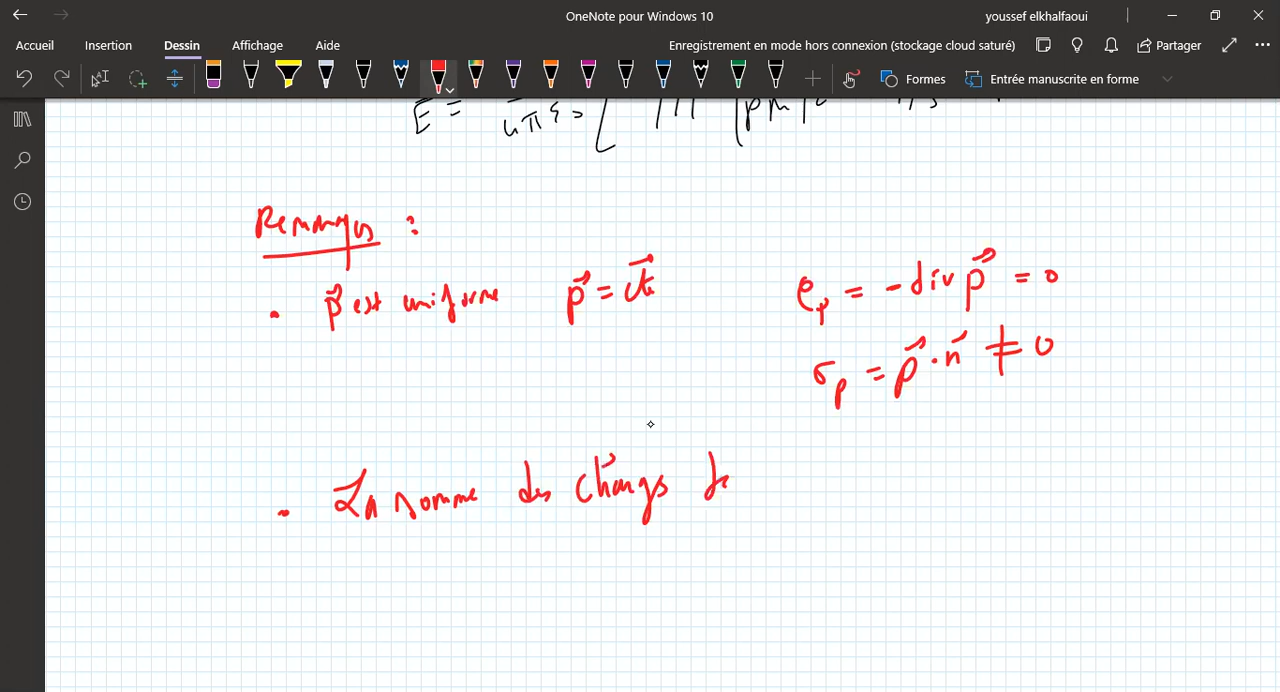 OneNote pour Windows 10
youssef elkhalfaoui
Accueil Insertion Dessin Affichage Aide
Enregistrement en mode hors connexion (stockage cloud saturé)
Partager
Formes
Entrée manuscrite en forme
E =
Remarques :
. P⃗ est uniforme P⃗ = cte
ρp = -div P⃗ = 0
σp = P⃗ . n⃗ ≠ 0
. La somme des charges de